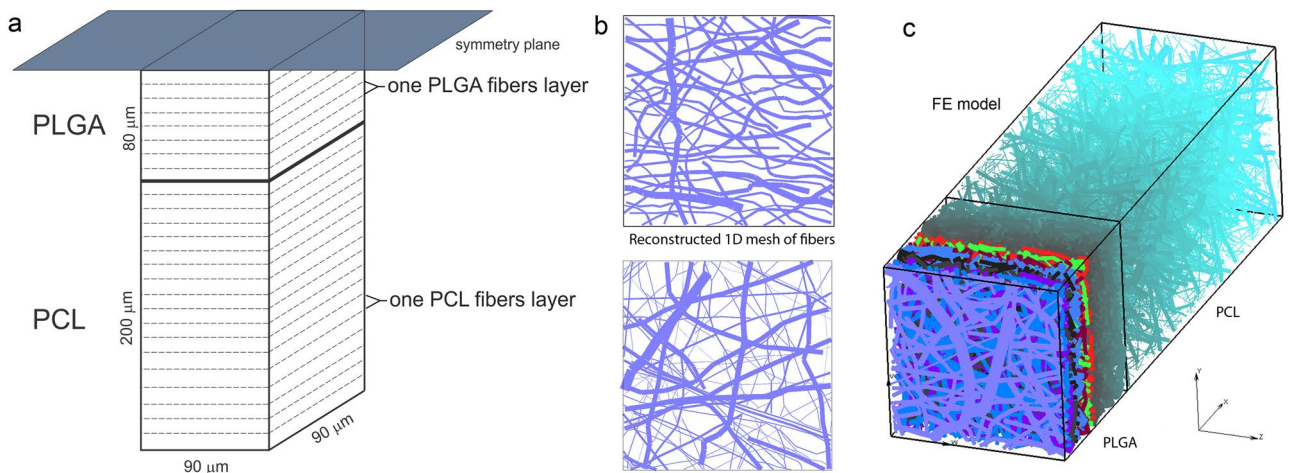 a
symmetry plane
PLGA
80 μm
one PLGA fibers layer
PCL
200 μm
one PCL fibers layer
90 μm
90 μm
b
Reconstructed 1D mesh of fibers
c
FE model
PCL
PLGA
Y
X
Z